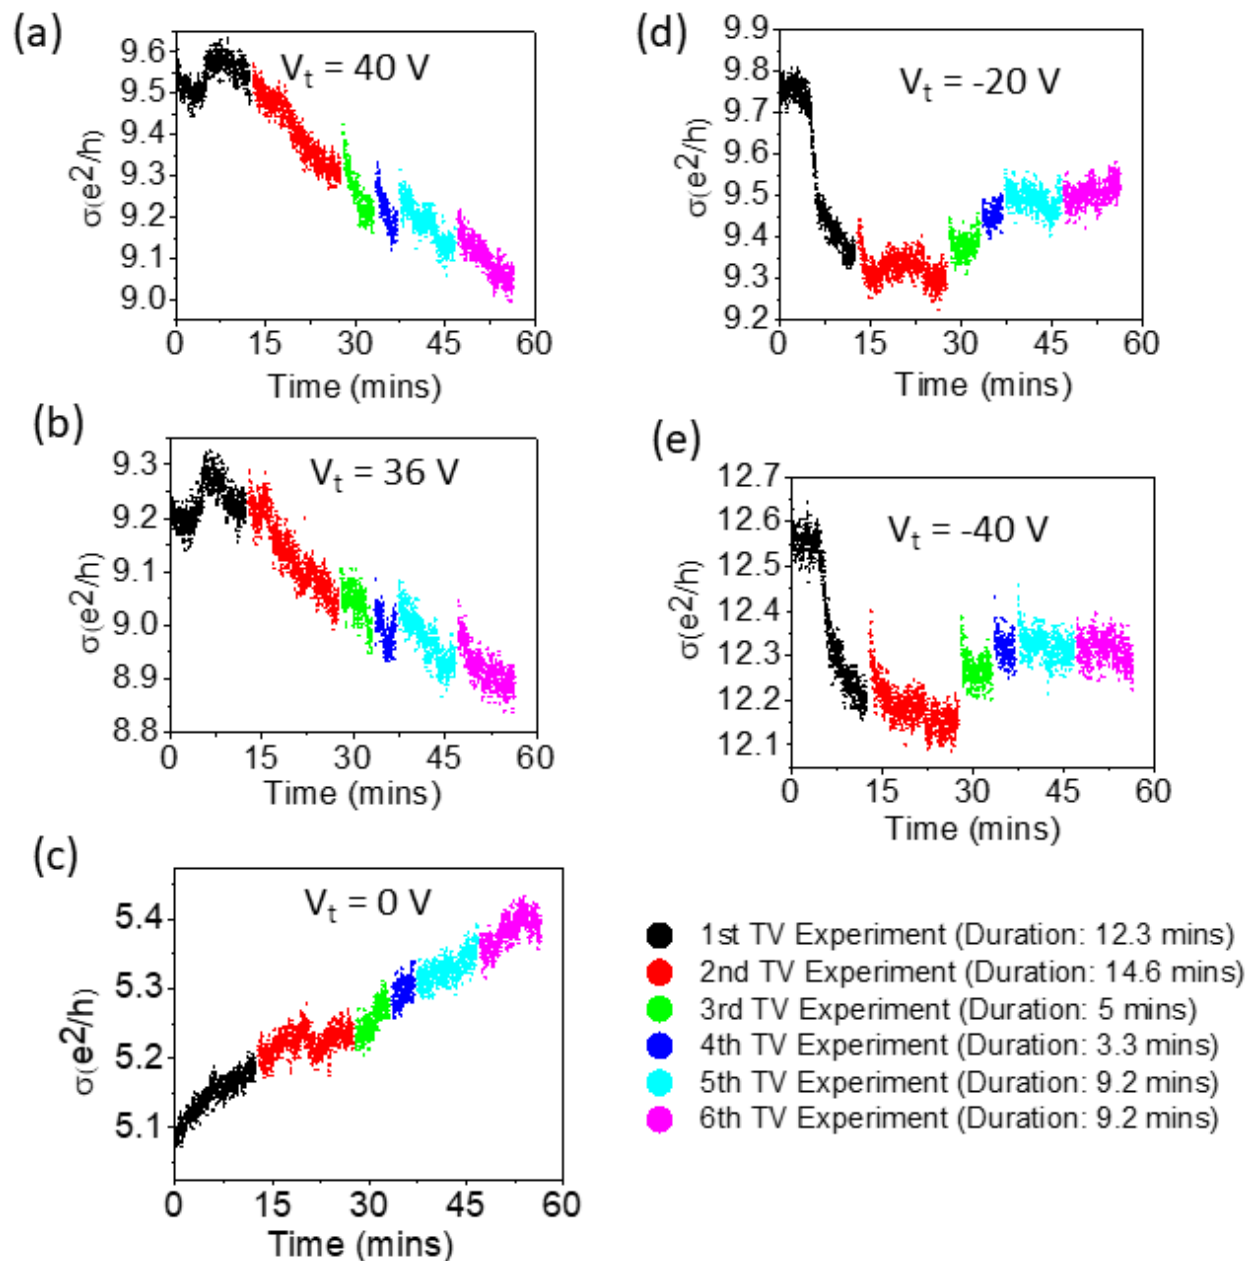 (a)
V_t = 40 V
σ(e²/h)
9.6
9.5
9.4
9.3
9.2
9.1
9.0
0 15 30 45 60
Time (mins)
(b)
V_t = 36 V
σ(e²/h)
9.3
9.2
9.1
9.0
8.9
8.8
0 15 30 45 60
Time (mins)
(c)
V_t = 0 V
σ(e²/h)
5.4
5.3
5.2
5.1
0 15 30 45 60
Time (mins)
(d)
V_t = -20 V
σ(e²/h)
9.9
9.8
9.7
9.6
9.5
9.4
9.3
9.2
0 15 30 45 60
Time (mins)
(e)
V_t = -40 V
σ(e²/h)
12.7
12.6
12.5
12.4
12.3
12.2
12.1
0 15 30 45 60
Time (mins)
1st TV Experiment (Duration: 12.3 mins)
2nd TV Experiment (Duration: 14.6 mins)
3rd TV Experiment (Duration: 5 mins)
4th TV Experiment (Duration: 3.3 mins)
5th TV Experiment (Duration: 9.2 mins)
6th TV Experiment (Duration: 9.2 mins)